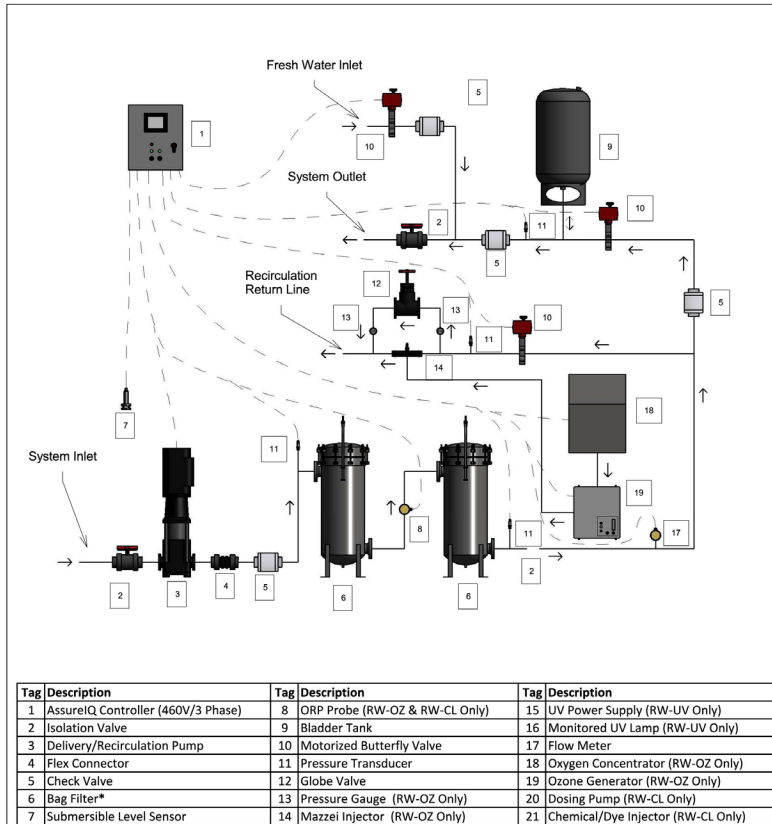 Fresh Water Inlet
5
1
10
9
System Outlet
2
11
10
5
Recirculation
Return Line
12
13
13
5
10
11
14
18
7
11
System Inlet
19
8
11
17
2
3
4
5
6
6
2
Tag Description Tag Description Tag Description
1 AssureIQ Controller (460V/3 Phase) 8 ORP Probe (RW-OZ & RW-CL Only) 15 UV Power Supply (RW-UV Only)
2 Isolation Valve 9 Bladder Tank 16 Monitored UV Lamp (RW-UV Only)
3 Delivery/Recirculation Pump 10 Motorized Butterfly Valve 17 Flow Meter
4 Flex Connector 11 Pressure Transducer 18 Oxygen Concentrator (RW-OZ Only)
5 Check Valve 12 Globe Valve 19 Ozone Generator (RW-OZ Only)
6 Bag Filter* 13 Pressure Gauge (RW-OZ Only) 20 Dosing Pump (RW-CL Only)
7 Submersible Level Sensor 14 Mazzei Injector (RW-OZ Only) 21 Chemical/Dye Injector (RW-CL Only)